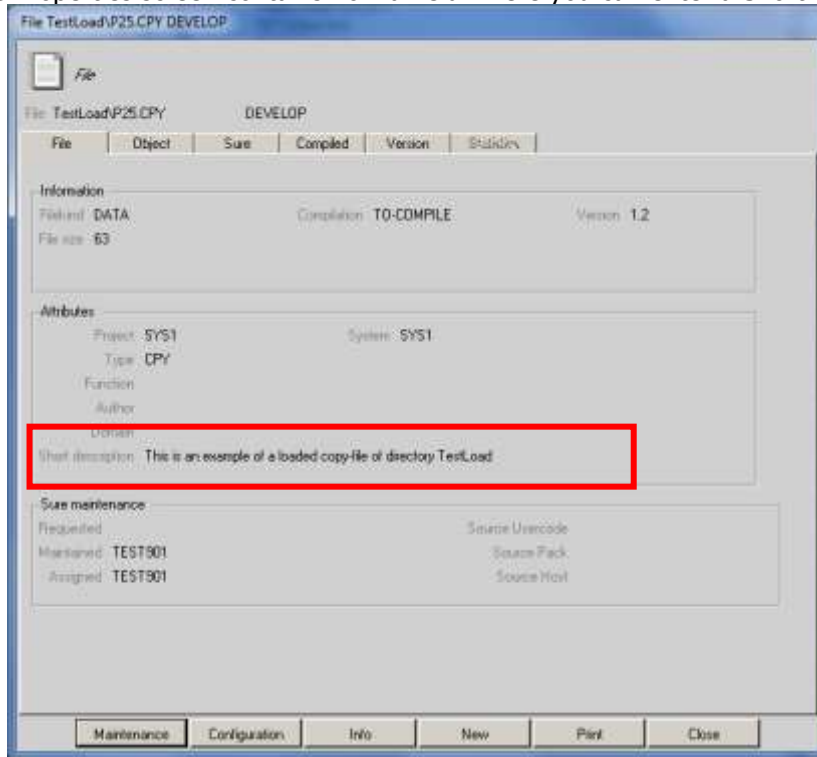 File TestLoad\P25.CPY DEVELOP
File
File TestLoad\P25.CPY DEVELOP
File Object Sure Compiled Version Statistics
Information
Filekind DATA Compilation TO-COMPILE Version 1.2
File size 63
Attributes
Project SYS1 System SYS1
Type CPY
Function
Author
Domain
Short description This is an example of a loaded copy-file of directory TestLoad
Sure maintenance
Requested Source Usercode
Maintained TEST901 Source Pack
Assigned TEST901 Source Host
Maintenance Configuration Info New Print Close